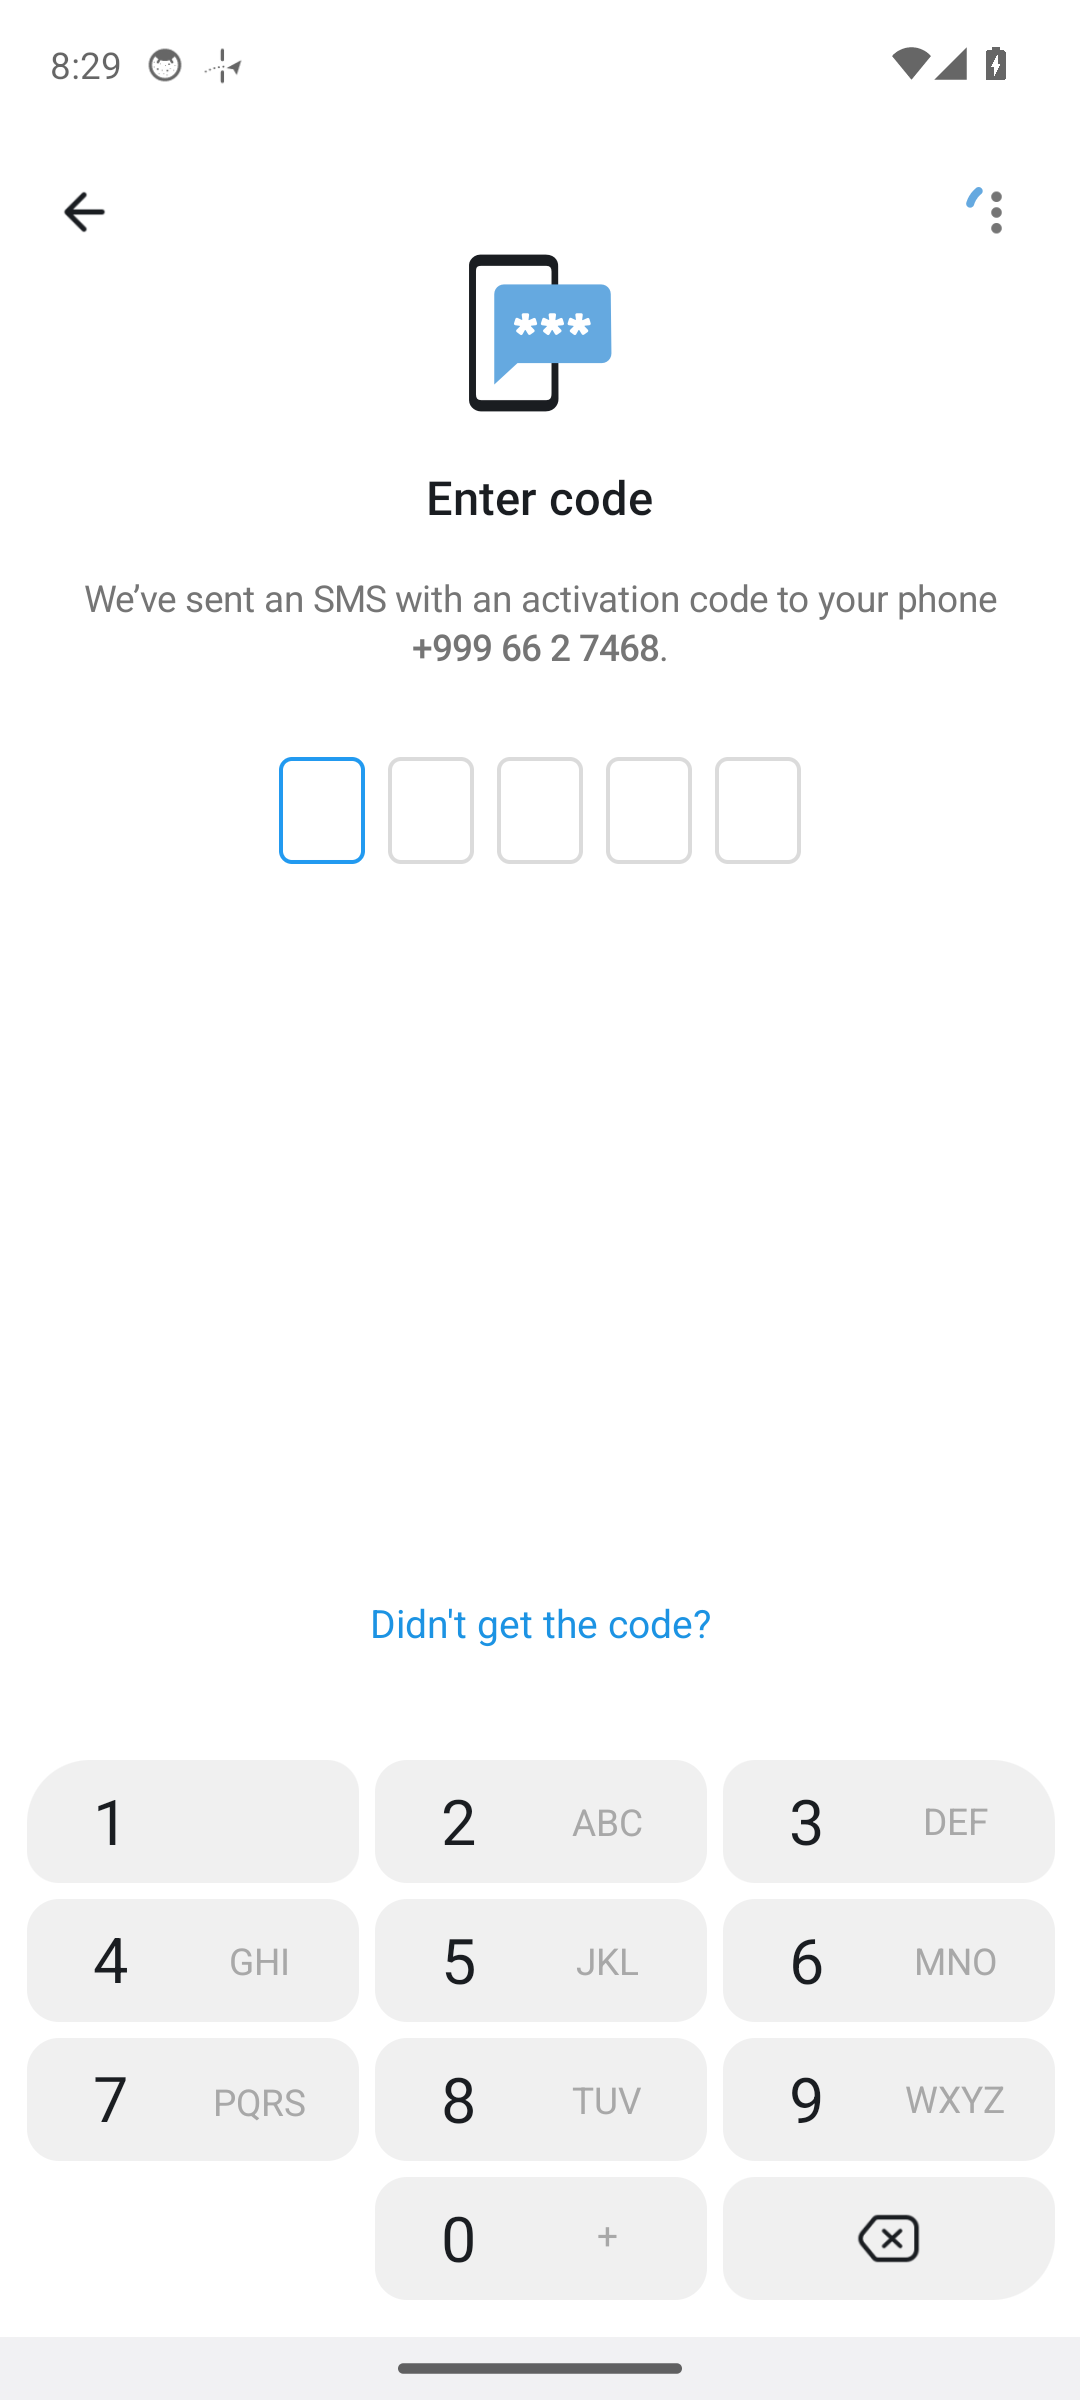 8:29
***
Enter code
We’ve sent an SMS with an activation code to your phone
+999 66 2 7468.
Didn't get the code?
1
2 ABC
3 DEF
4 GHI
5 JKL
6 MNO
7 PQRS
8 TUV
9 WXYZ
0 +